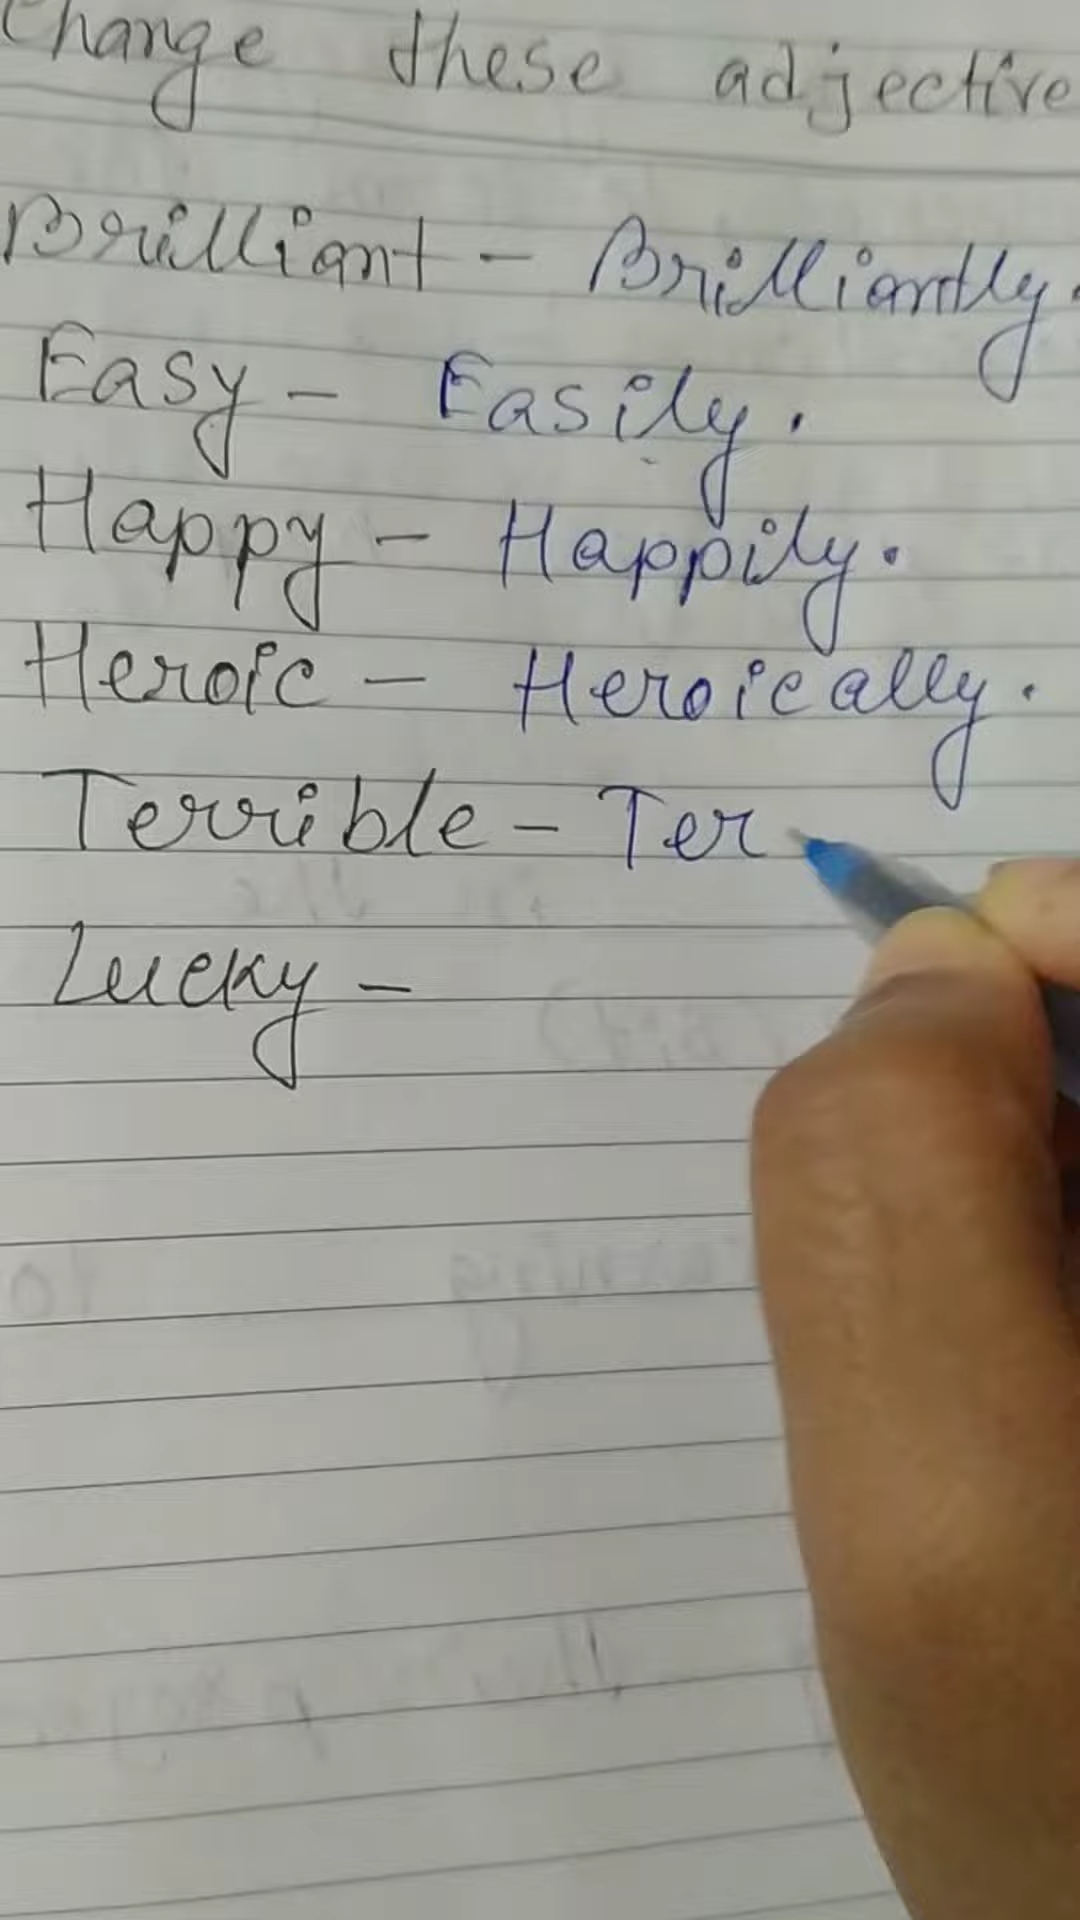 Change these adjective
Brilliant - Brilliantly.
Easy - Easily.
Happy - Happily.
Heroic - Heroically.
Terrible - Ter
Lucky -